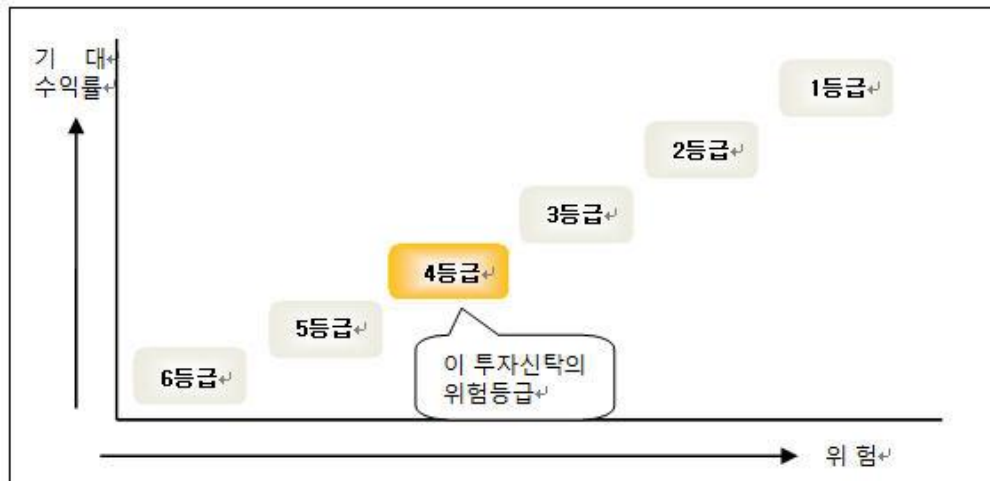 기 대
수익률
1등급
2등급
3등급
4등급
5등급
6등급
이 투자신탁의
위험등급
위 험